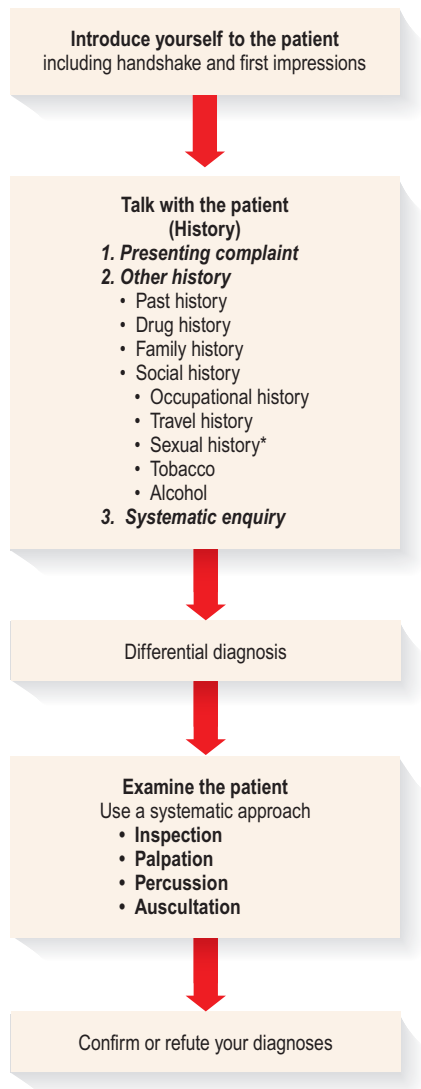 Introduce yourself to the patient
including handshake and first impressions
Talk with the patient
(History)
1. Presenting complaint
2. Other history
• Past history
• Drug history
• Family history
• Social history
• Occupational history
• Travel history
• Sexual history*
• Tobacco
• Alcohol
3. Systematic enquiry
Differential diagnosis
Examine the patient
Use a systematic approach
• Inspection
• Palpation
• Percussion
• Auscultation
Confirm or refute your diagnoses